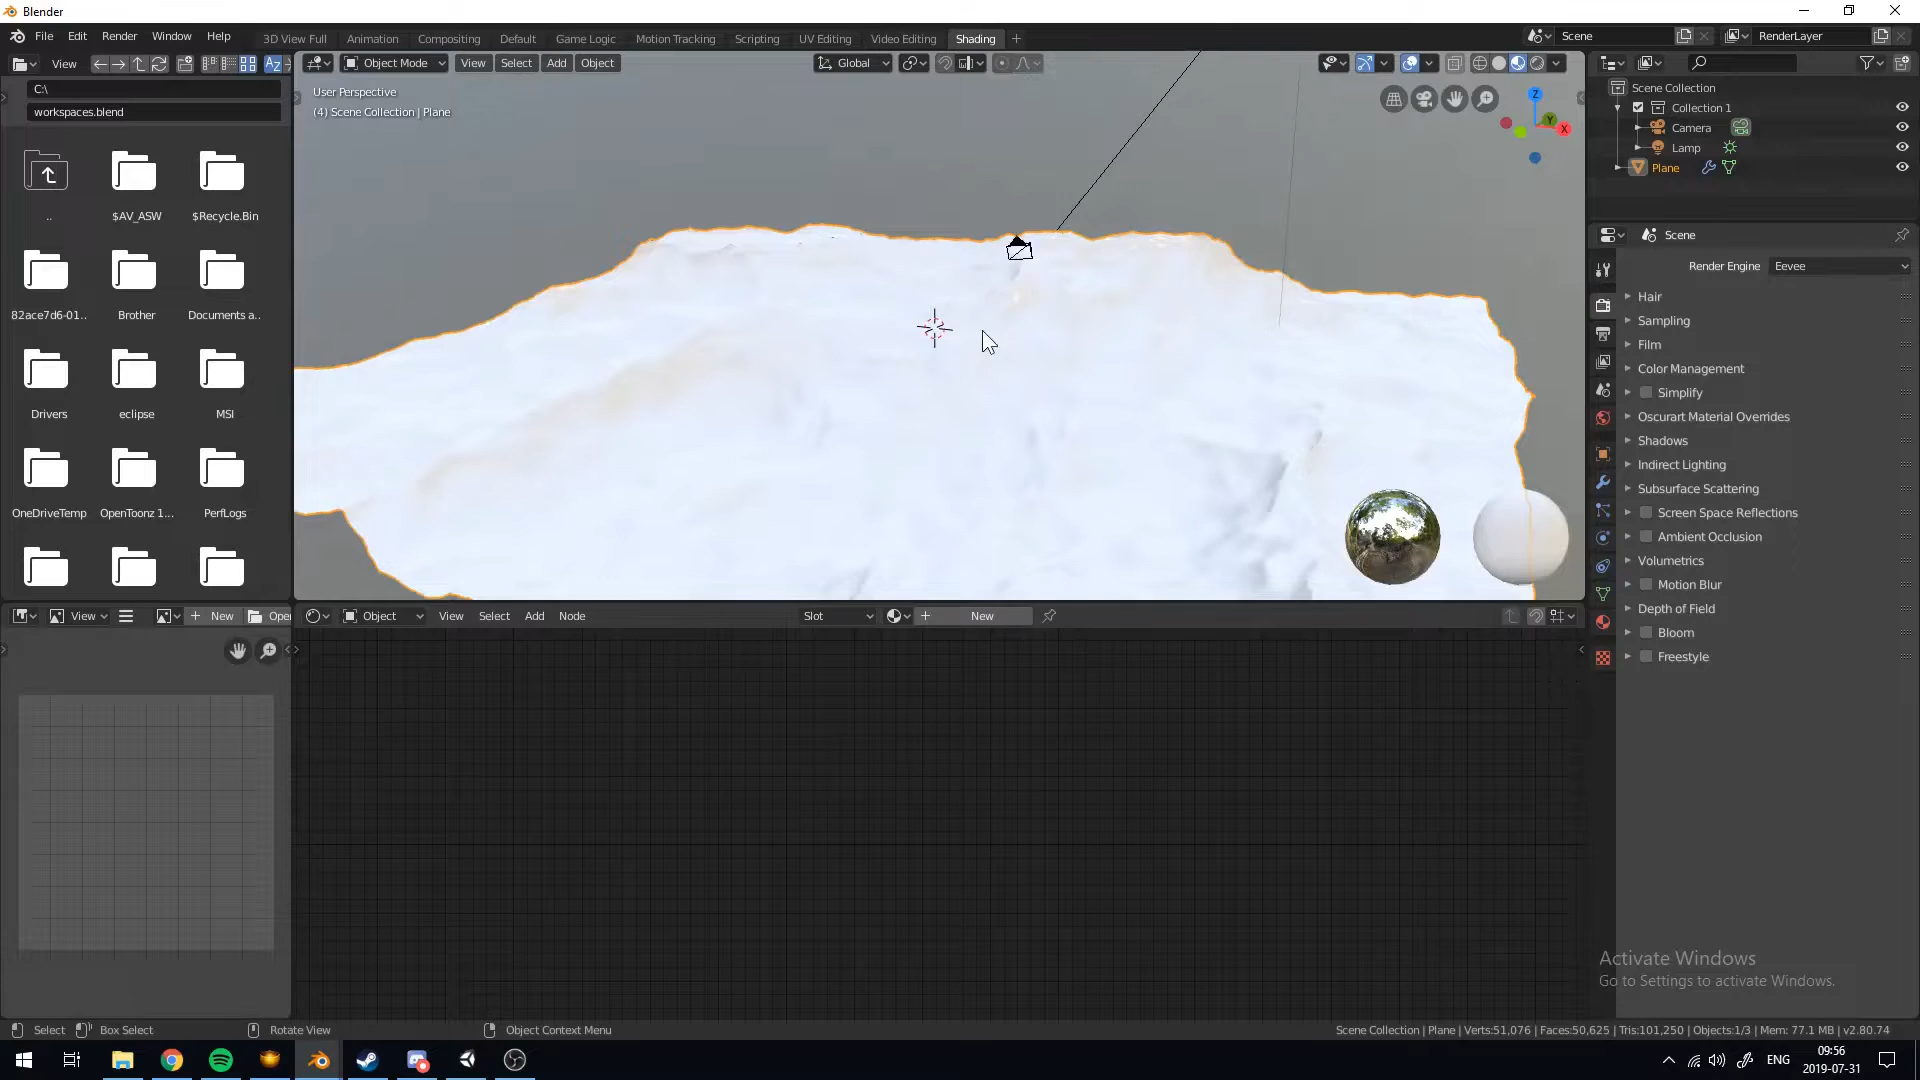 Blender
File Edit Render Window Help
3D View Full Animation Compositing Default Game Logic Motion Tracking Scripting UV Editing Video Editing Shading +
Scene
RenderLayer
View
Object Mode View Select Add Object
Global
C:\
workspaces.blend
User Perspective
(4) Scene Collection | Plane
Z
Y
X
..
$AV_ASW
$Recycle.Bin
82ace7d6-01..
Brother
Documents a..
Drivers
eclipse
MSI
OneDriveTemp
OpenToonz 1...
PerfLogs
Scene Collection
Collection 1
Camera
Lamp
Plane
Scene
Render Engine Eevee
Hair
Sampling
Film
Color Management
Simplify
Oscurart Material Overrides
Shadows
Indirect Lighting
Subsurface Scattering
Screen Space Reflections
Ambient Occlusion
Volumetrics
Motion Blur
Depth of Field
Bloom
Freestyle
View
New
Open
Object View Select Add Node
Slot
New
Activate Windows
Go to Settings to activate Windows.
Select Box Select Rotate View Object Context Menu
Scene Collection | Plane | Verts:51,076 | Faces:50,625 | Tris:101,250 | Objects:1/3 | Mem: 77.1 MB | v2.80.74
ENG
09:56
2019-07-31